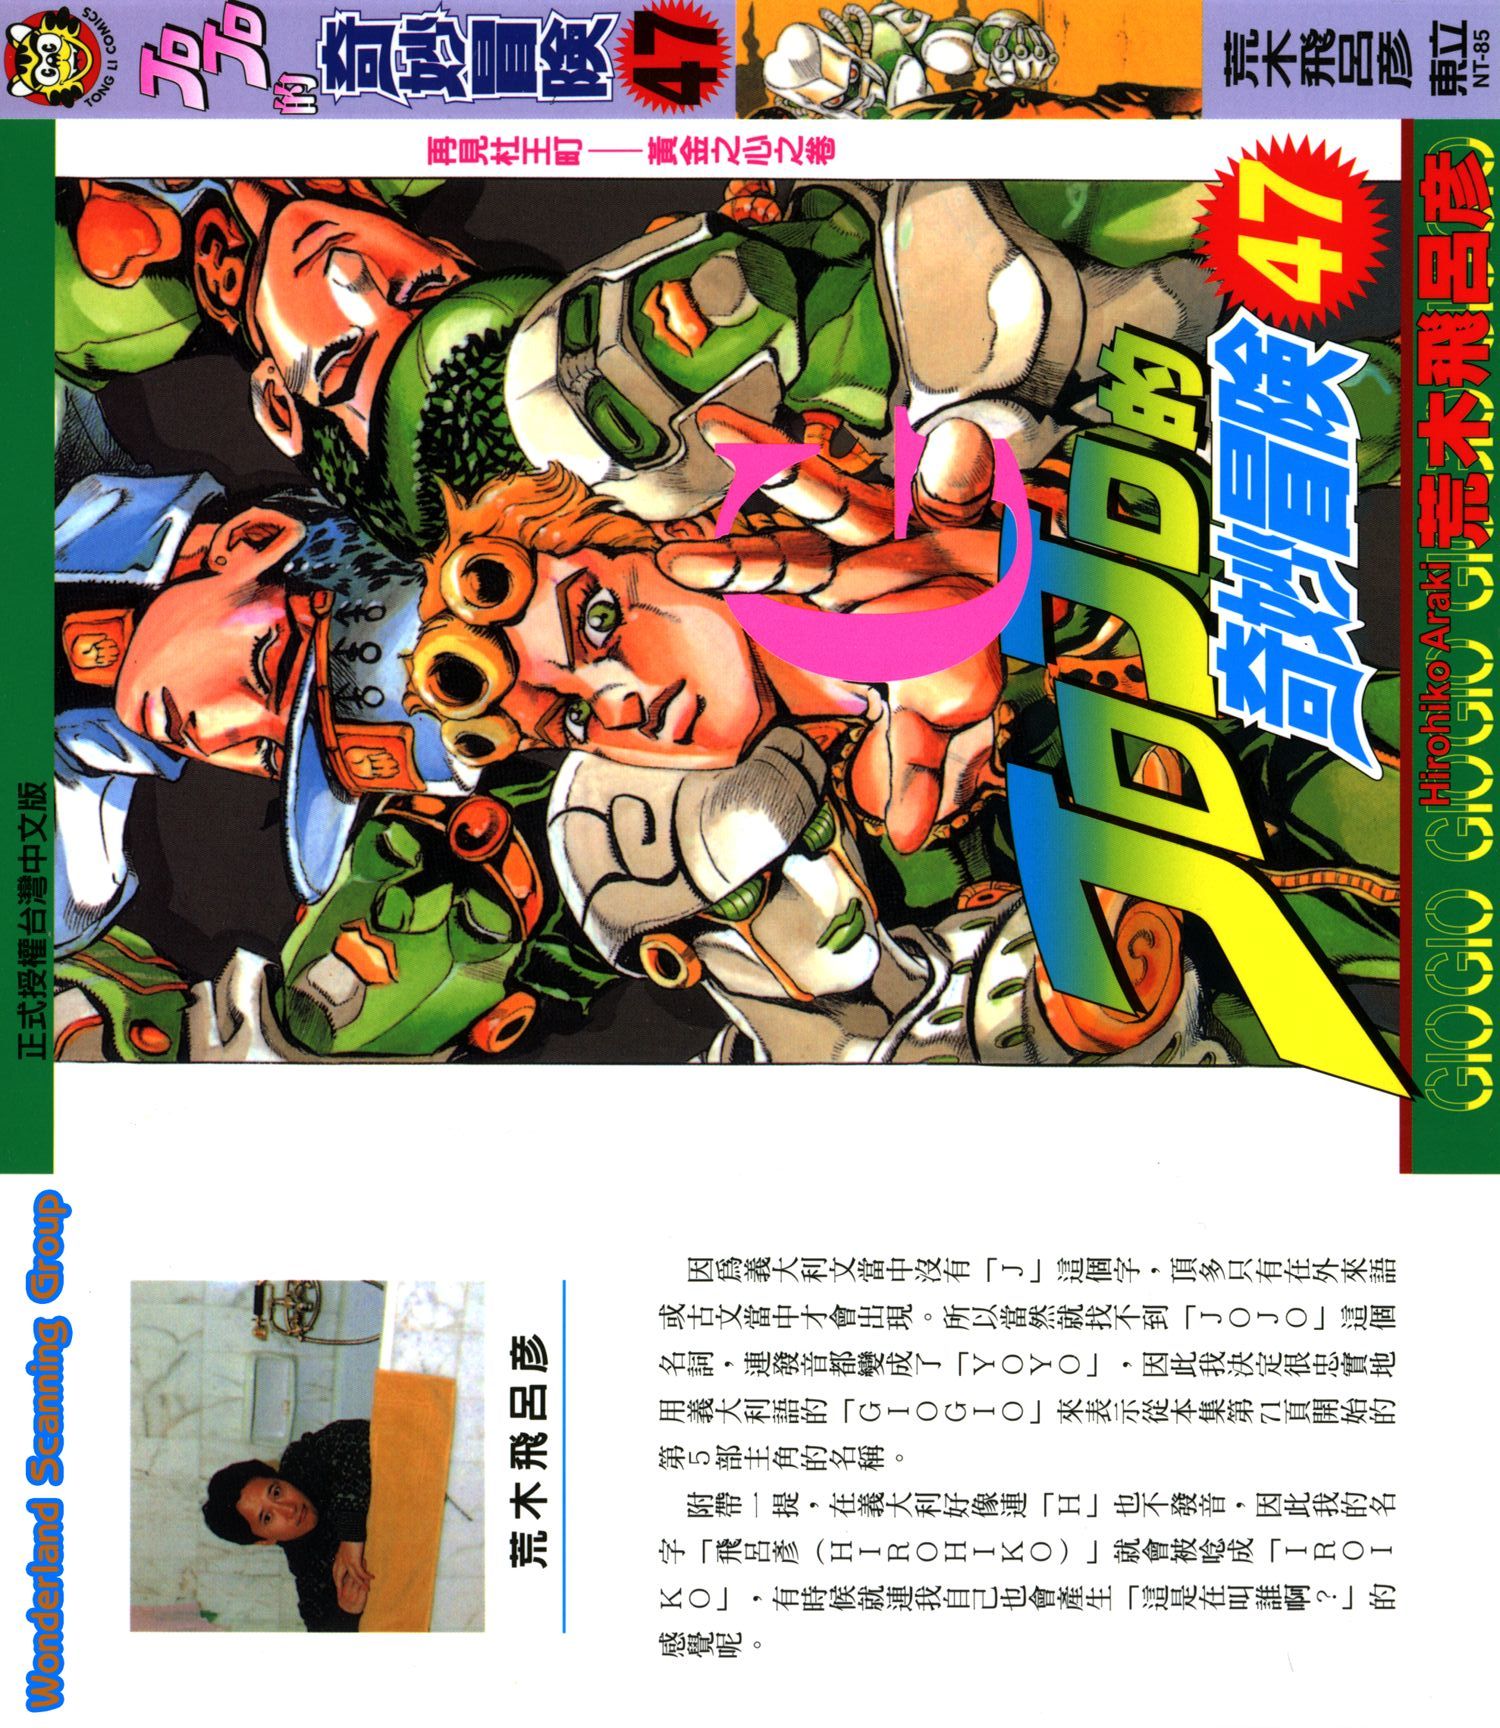 TONG LI COMICS
JOJO的
奇妙冒険
47
荒木飛呂彦
東立
NT-85
再見杜王町——黃金之心之卷
47
JOJO的
奇妙冒険
荒木飛呂彦
Hirohiko Araki
GIOGIO GIOGIO
正式授權台灣中文版
Wonderland Scanning Group
荒木飛呂彦
因為義大利文當中沒有「J」這個字，頂多只有在外來語
或古文當中才會出現。所以當然就找不到「JOJO」這個
名詞，連發音都變成了「YOYO」，因此我決定很忠實地
用義大利語的「GIOGIO」來表示從本集第71頁開始的
第5部主角的名稱。
附帶一提，在義大利好像連「H」也不發音，因此我的名
字「飛呂彥(HIROHIKO)」就會被唸成「IROI
KO」，有時候就連我自己也會產生「這是在叫誰啊？」的
感覺呢。